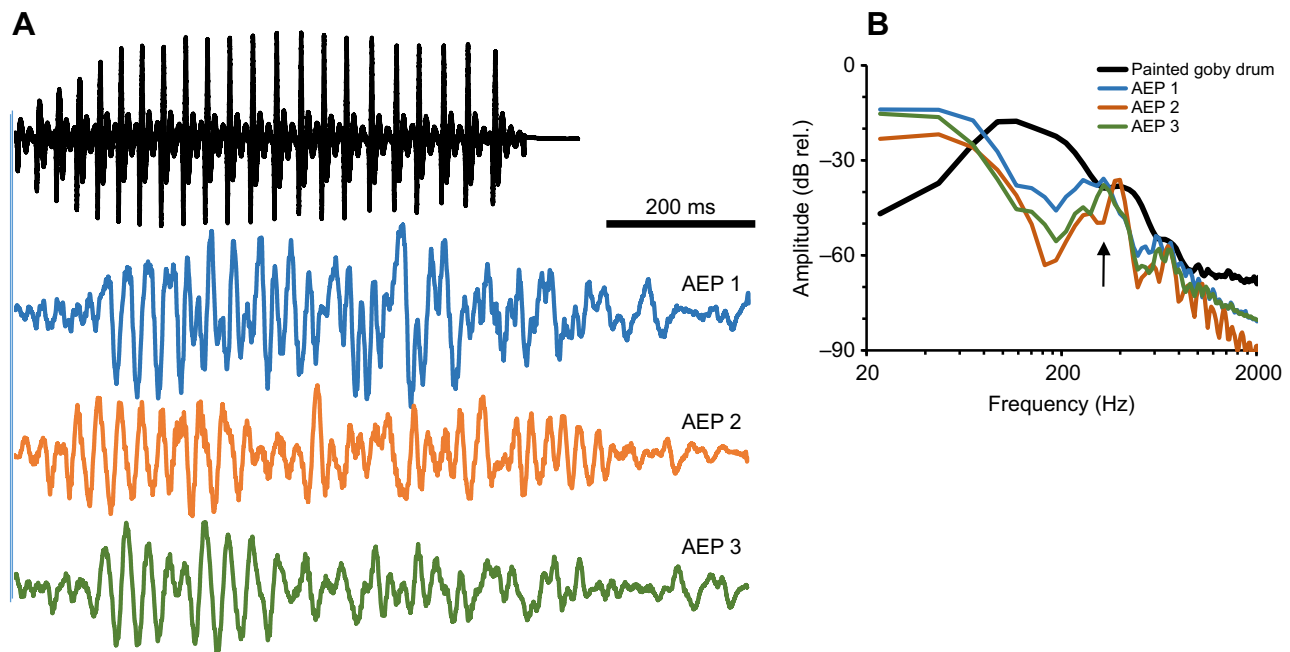 A
200 ms
AEP 1
AEP 2
AEP 3
B
Painted goby drum
AEP 1
AEP 2
AEP 3
0
–30
–60
–90
Amplitude (dB rel.)
20
200
2000
Frequency (Hz)